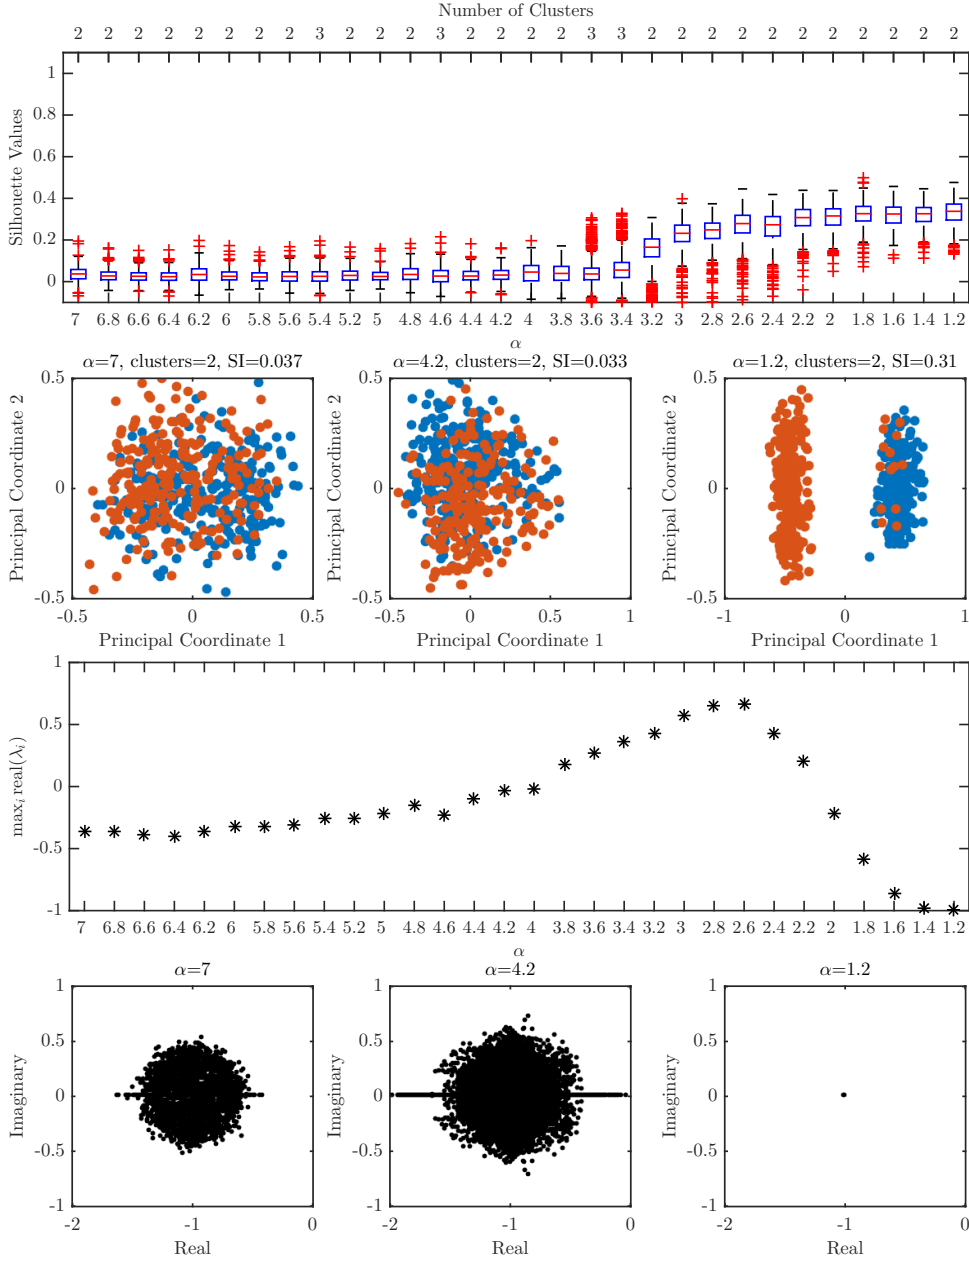 Number of Clusters
2 2 2 2 2 2 2 2 3 2 2 2 3 2 2 2 2 3 3 2 2 2 2 2 2 2 2 2 2 2
Silhouette Values
1
0.8
0.6
0.4
0.2
0
7 6.8 6.6 6.4 6.2 6 5.8 5.6 5.4 5.2 5 4.8 4.6 4.4 4.2 4 3.8 3.6 3.4 3.2 3 2.8 2.6 2.4 2.2 2 1.8 1.6 1.4 1.2
α
α=7, clusters=2, SI=0.037
Principal Coordinate 2
0.5
0
-0.5
-0.5 0 0.5
Principal Coordinate 1
α=4.2, clusters=2, SI=0.033
Principal Coordinate 2
0.5
0
-0.5
-0.5 0 0.5 1
Principal Coordinate 1
α=1.2, clusters=2, SI=0.31
Principal Coordinate 2
0.5
0
-0.5
-1 0 1
Principal Coordinate 1
max_i real(λ_i)
1
0.5
0
-0.5
-1
7 6.8 6.6 6.4 6.2 6 5.8 5.6 5.4 5.2 5 4.8 4.6 4.4 4.2 4 3.8 3.6 3.4 3.2 3 2.8 2.6 2.4 2.2 2 1.8 1.6 1.4 1.2
α
α=7
Imaginary
1
0.5
0
-0.5
-1
-2 -1 0
Real
α=4.2
Imaginary
1
0.5
0
-0.5
-1
-2 -1 0
Real
α=1.2
Imaginary
1
0.5
0
-0.5
-1
-2 -1 0
Real